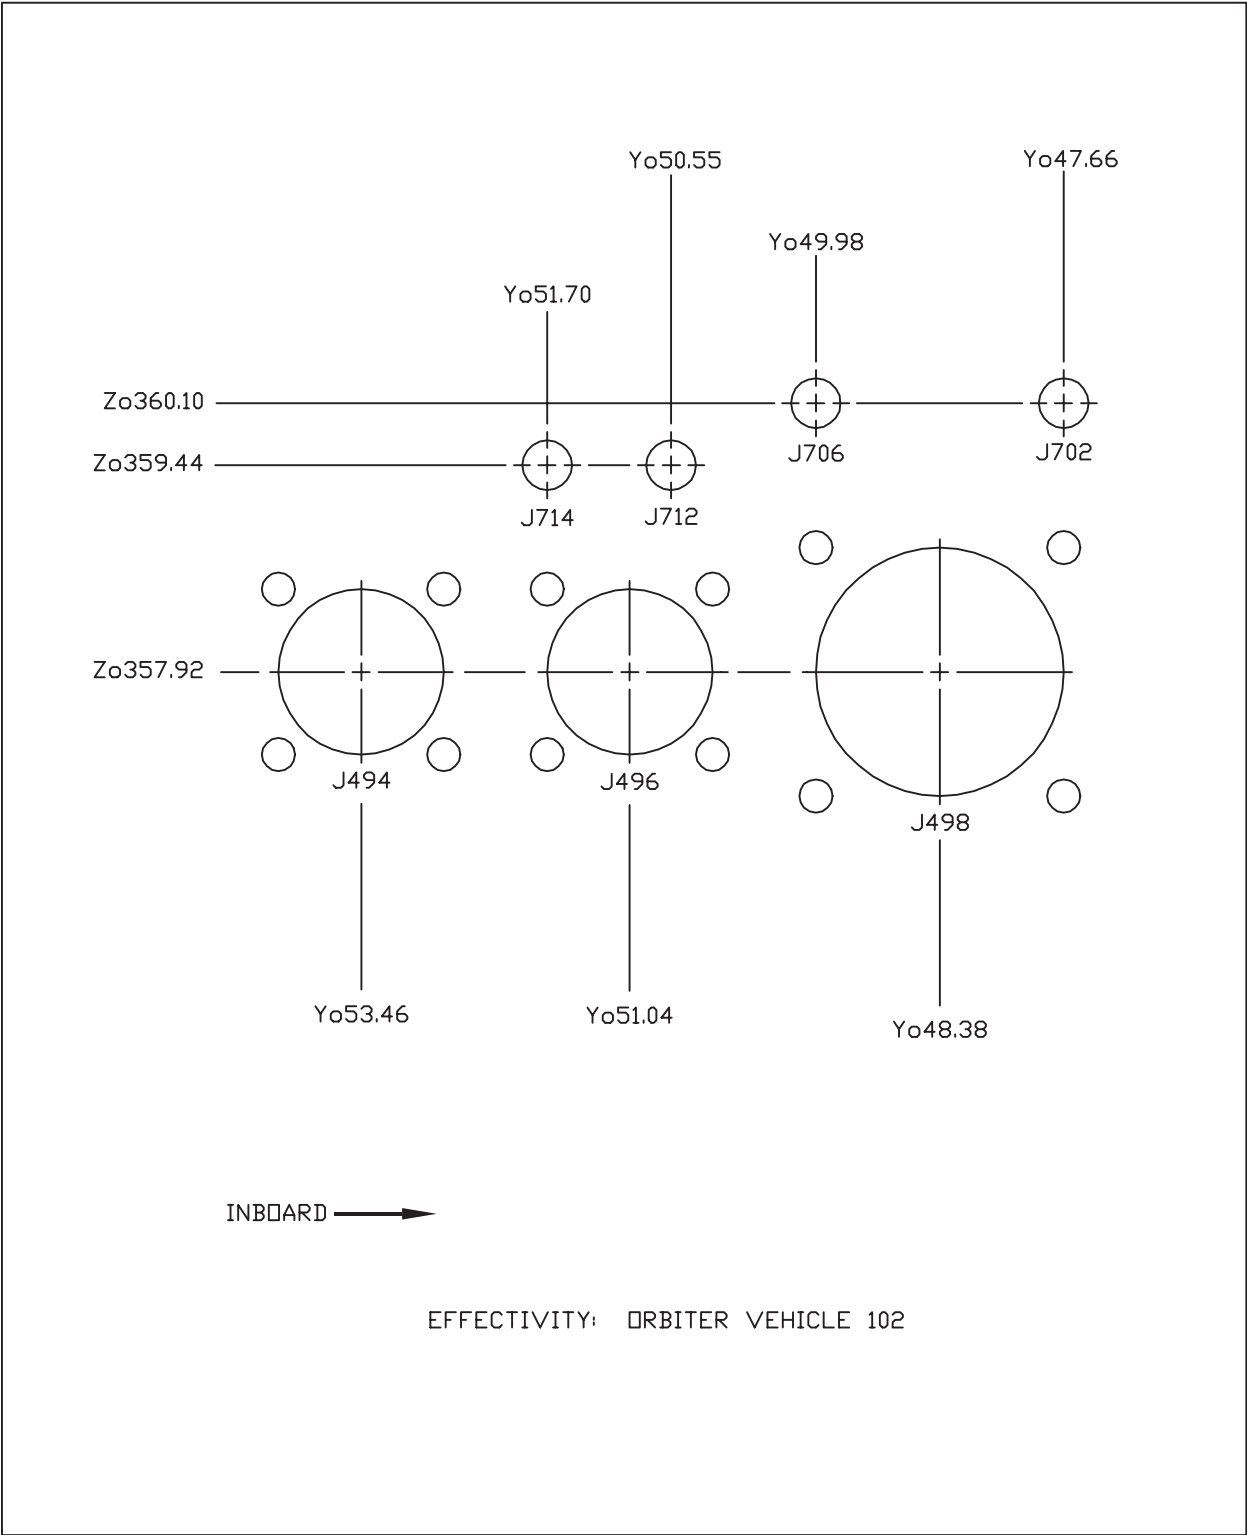 Yo50.55
Yo47.66
Yo49.98
Yo51.70
Zo360.10
Zo359.44
J706
J702
J714
J712
Zo357.92
J494
J496
J498
Yo53.46
Yo51.04
Yo48.38
INBOARD
EFFECTIVITY: ORBITER VEHICLE 102